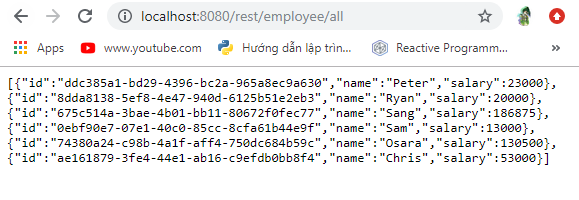 localhost:8080/rest/employee/all
Apps www.youtube.com Hướng dẫn lập trìn... Reactive Programm...
[{"id":"ddc385a1-bd29-4396-bc2a-965a8ec9a630","name":"Peter","salary":23000},
{"id":"8dda8138-5ef8-4e47-940d-6125b51e2eb3","name":"Ryan","salary":20000},
{"id":"675c514a-3bae-4b01-bb11-80672f0fec77","name":"Sang","salary":186875},
{"id":"0ebf90e7-07e1-40c0-85cc-8cfa61b44e9f","name":"Sam","salary":13000},
{"id":"74380a24-c98b-4a1f-aff4-750dc684b59c","name":"Osara","salary":130500},
{"id":"ae161879-3fe4-44e1-ab16-c9efdb0bb8f4","name":"Chris","salary":53000}]